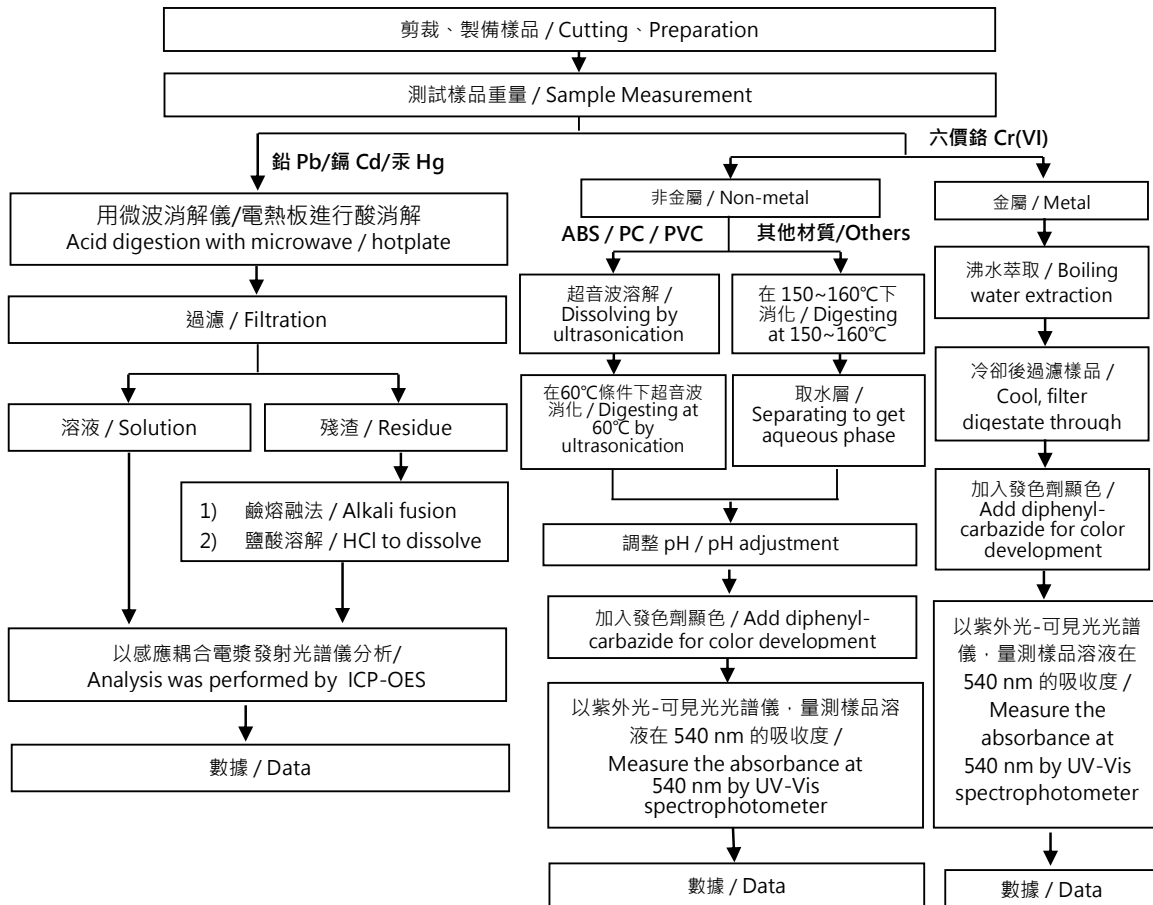 剪裁、製備樣品 / Cutting、Preparation
測試樣品重量 / Sample Measurement
鉛 Pb/鎘 Cd/汞 Hg
六價鉻 Cr(VI)
用微波消解儀/電熱板進行酸消解
Acid digestion with microwave / hotplate
過濾 / Filtration
溶液 / Solution
殘渣 / Residue
1) 鹼熔融法 / Alkali fusion
2) 鹽酸溶解 / HCl to dissolve
以感應耦合電漿發射光譜儀分析/
Analysis was performed by ICP-OES
數據 / Data
非金屬 / Non-metal
ABS / PC / PVC
其他材質/Others
超音波溶解 /
Dissolving by
ultrasonication
在 150~160℃下
消化 / Digesting
at 150~160℃
在60℃條件下超音波
消化 / Digesting at
60℃ by
ultrasonication
取水層 /
Separating to get
aqueous phase
調整 pH / pH adjustment
加入發色劑顯色 / Add diphenyl-
carbazide for color development
以紫外光-可見光光譜儀，量測樣品溶
液在 540 nm 的吸收度 /
Measure the absorbance at
540 nm by UV-Vis
spectrophotometer
數據 / Data
金屬 / Metal
沸水萃取 / Boiling
water extraction
冷卻後過濾樣品 /
Cool, filter
digestate through
加入發色劑顯色 /
Add diphenyl-
carbazide for color
development
以紫外光-可見光光譜
儀，量測樣品溶液在
540 nm 的吸收度 /
Measure the
absorbance at
540 nm by UV-Vis
spectrophotometer
數據 / Data